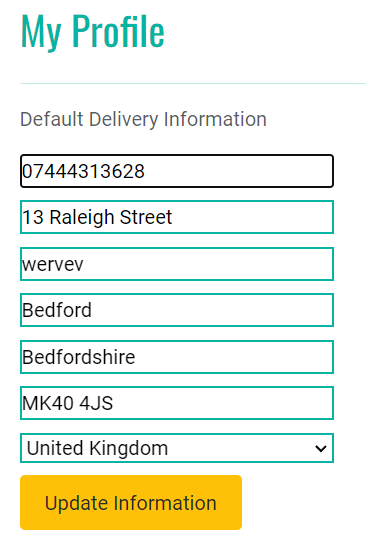 My Profile
Default Delivery Information
07444313628
13 Raleigh Street
wervev
Bedford
Bedfordshire
MK40 4JS
United Kingdom
Update Information